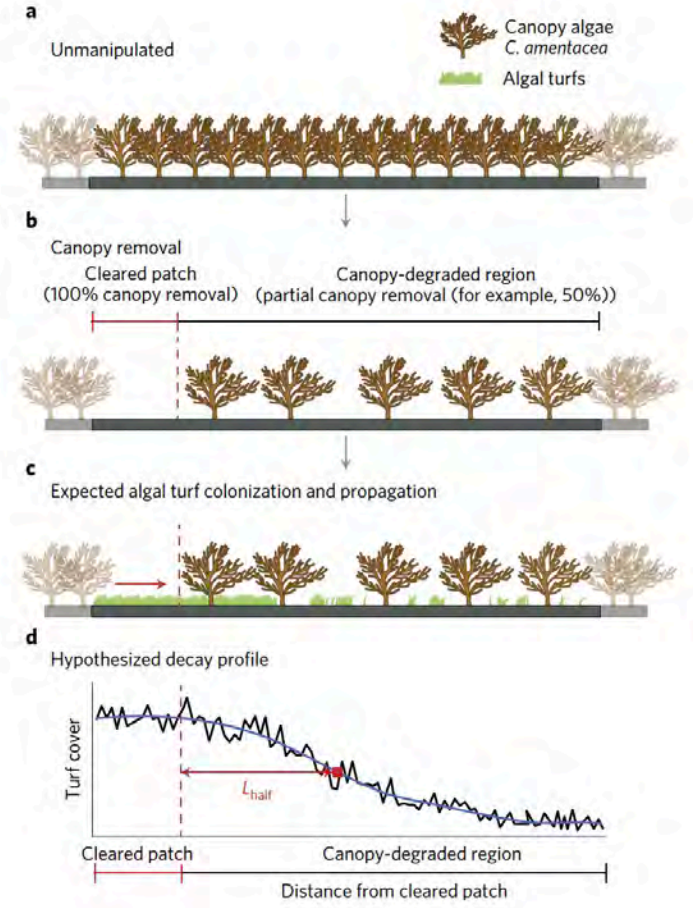 a
Unmanipulated
Canopy algae
C. amentacea
Algal turfs
b
Canopy removal
Cleared patch
(100% canopy removal)
Canopy-degraded region
(partial canopy removal (for example, 50%))
c
Expected algal turf colonization and propagation
d
Hypothesized decay profile
Turf cover
Lhalf
Cleared patch
Canopy-degraded region
Distance from cleared patch